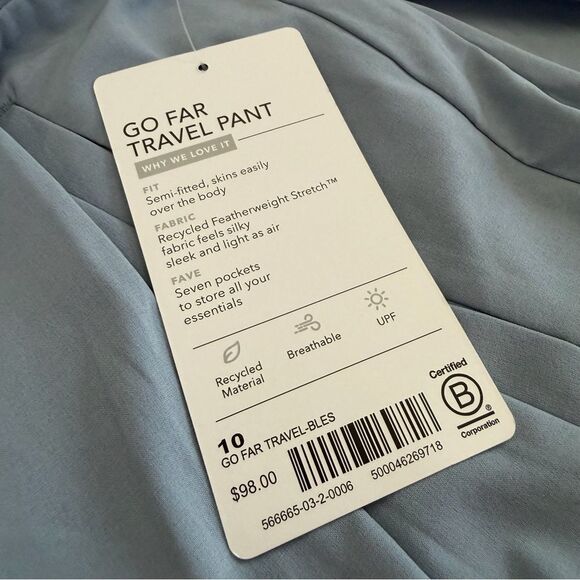 GO FAR
TRAVEL PANT
WHY WE LOVE IT
FIT
Semi-fitted, skins easily
over the body
FABRIC
Recycled Featherweight Stretch™
fabric feels silky
sleek and light as air
FAVE
Seven pockets
to store all your
essentials
Recycled
Material
Breathable
UPF
10
GO FAR TRAVEL-BLES
$98.00
566665-03-2-0006
500046269718
Certified
B
®
Corporation